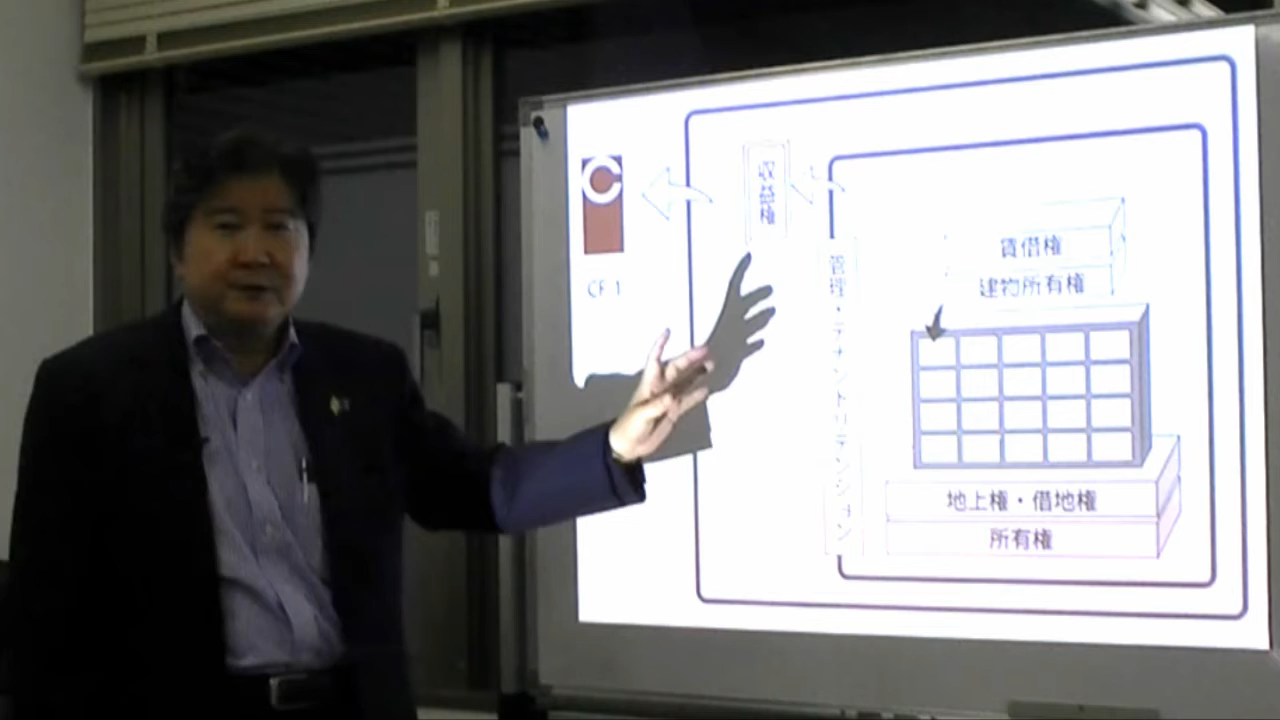 C
CF 1
収益権
管理・テナントリテンション
賃借権
建物所有権
地上権・借地権
所有権